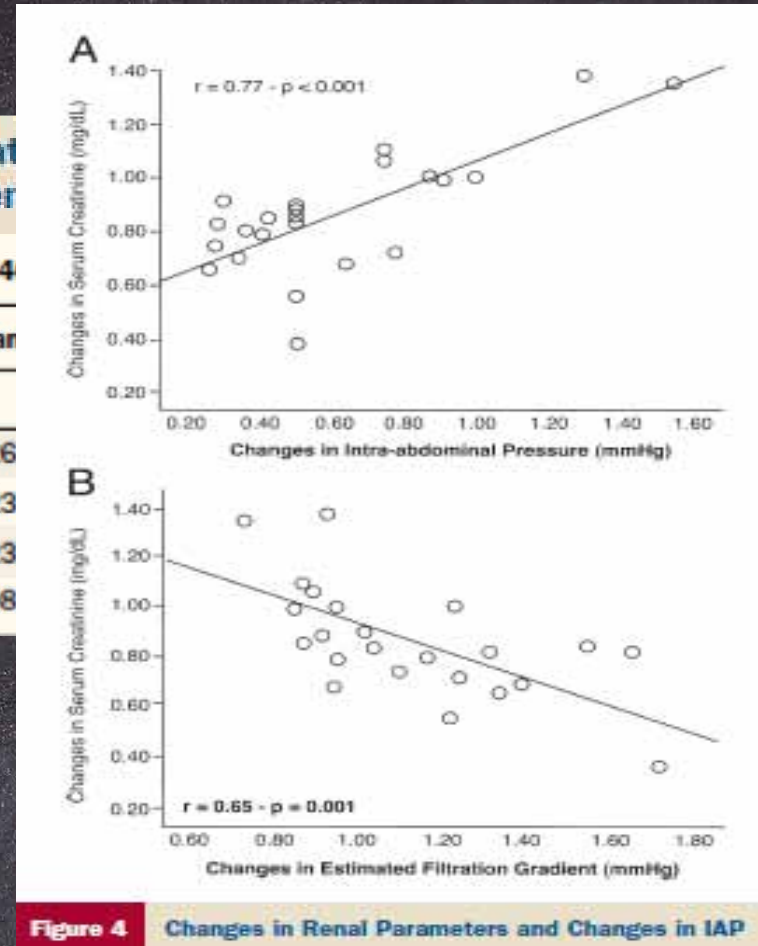 A
1.40
r = 0.77 - p < 0.001
1.20
1.00
0.80
0.60
0.40
0.20
Changes in Serum Creatinine (mg/dL)
0.20 0.40 0.60 0.80 1.00 1.20 1.40 1.60
Changes in Intra-abdominal Pressure (mmHg)
B
1.40
1.20
1.00
0.80
0.60
0.40
0.20
Changes in Serum Creatinine (mg/dL)
r = 0.65 - p = 0.001
0.60 0.80 1.00 1.20 1.40 1.60 1.80
Changes in Estimated Filtration Gradient (mmHg)
Figure 4 Changes in Renal Parameters and Changes in IAP
4
6
3
3
8